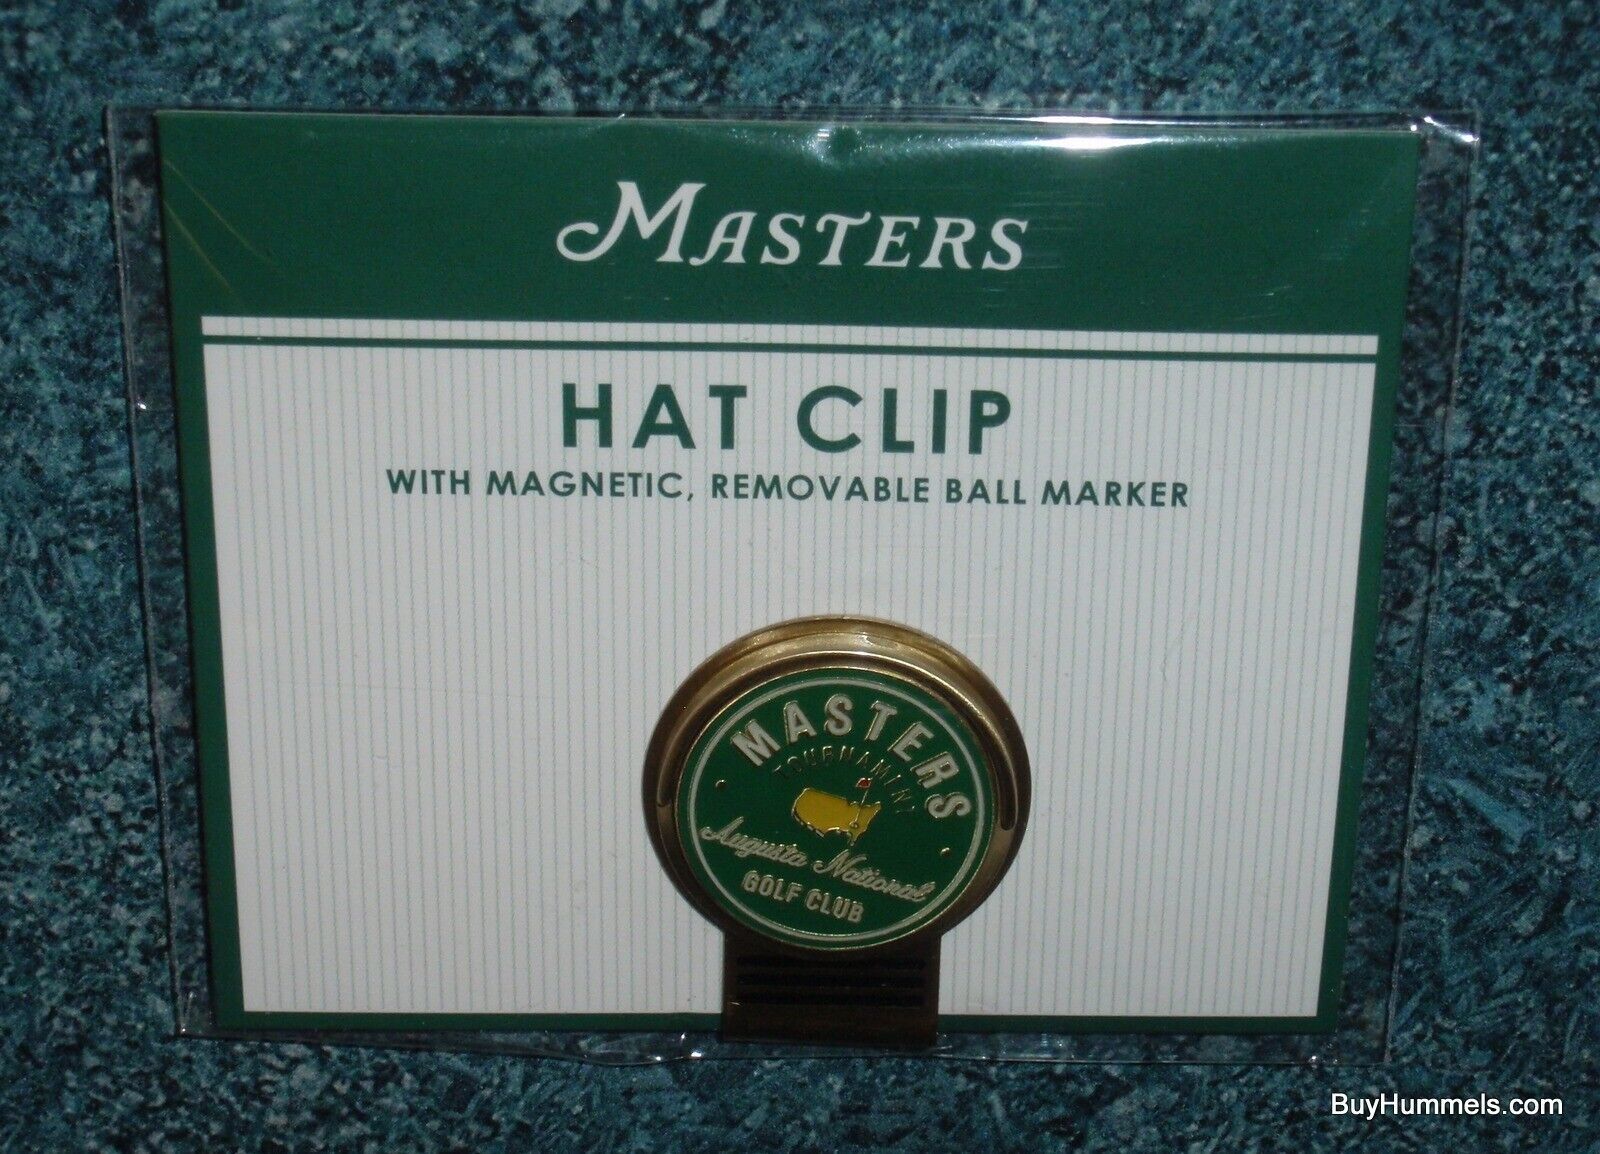 MASTERS
HAT CLIP
WITH MAGNETIC, REMOVABLE BALL MARKER
MASTERS
TOURNAMENT
Augusta National
GOLF CLUB
BuyHummels.com